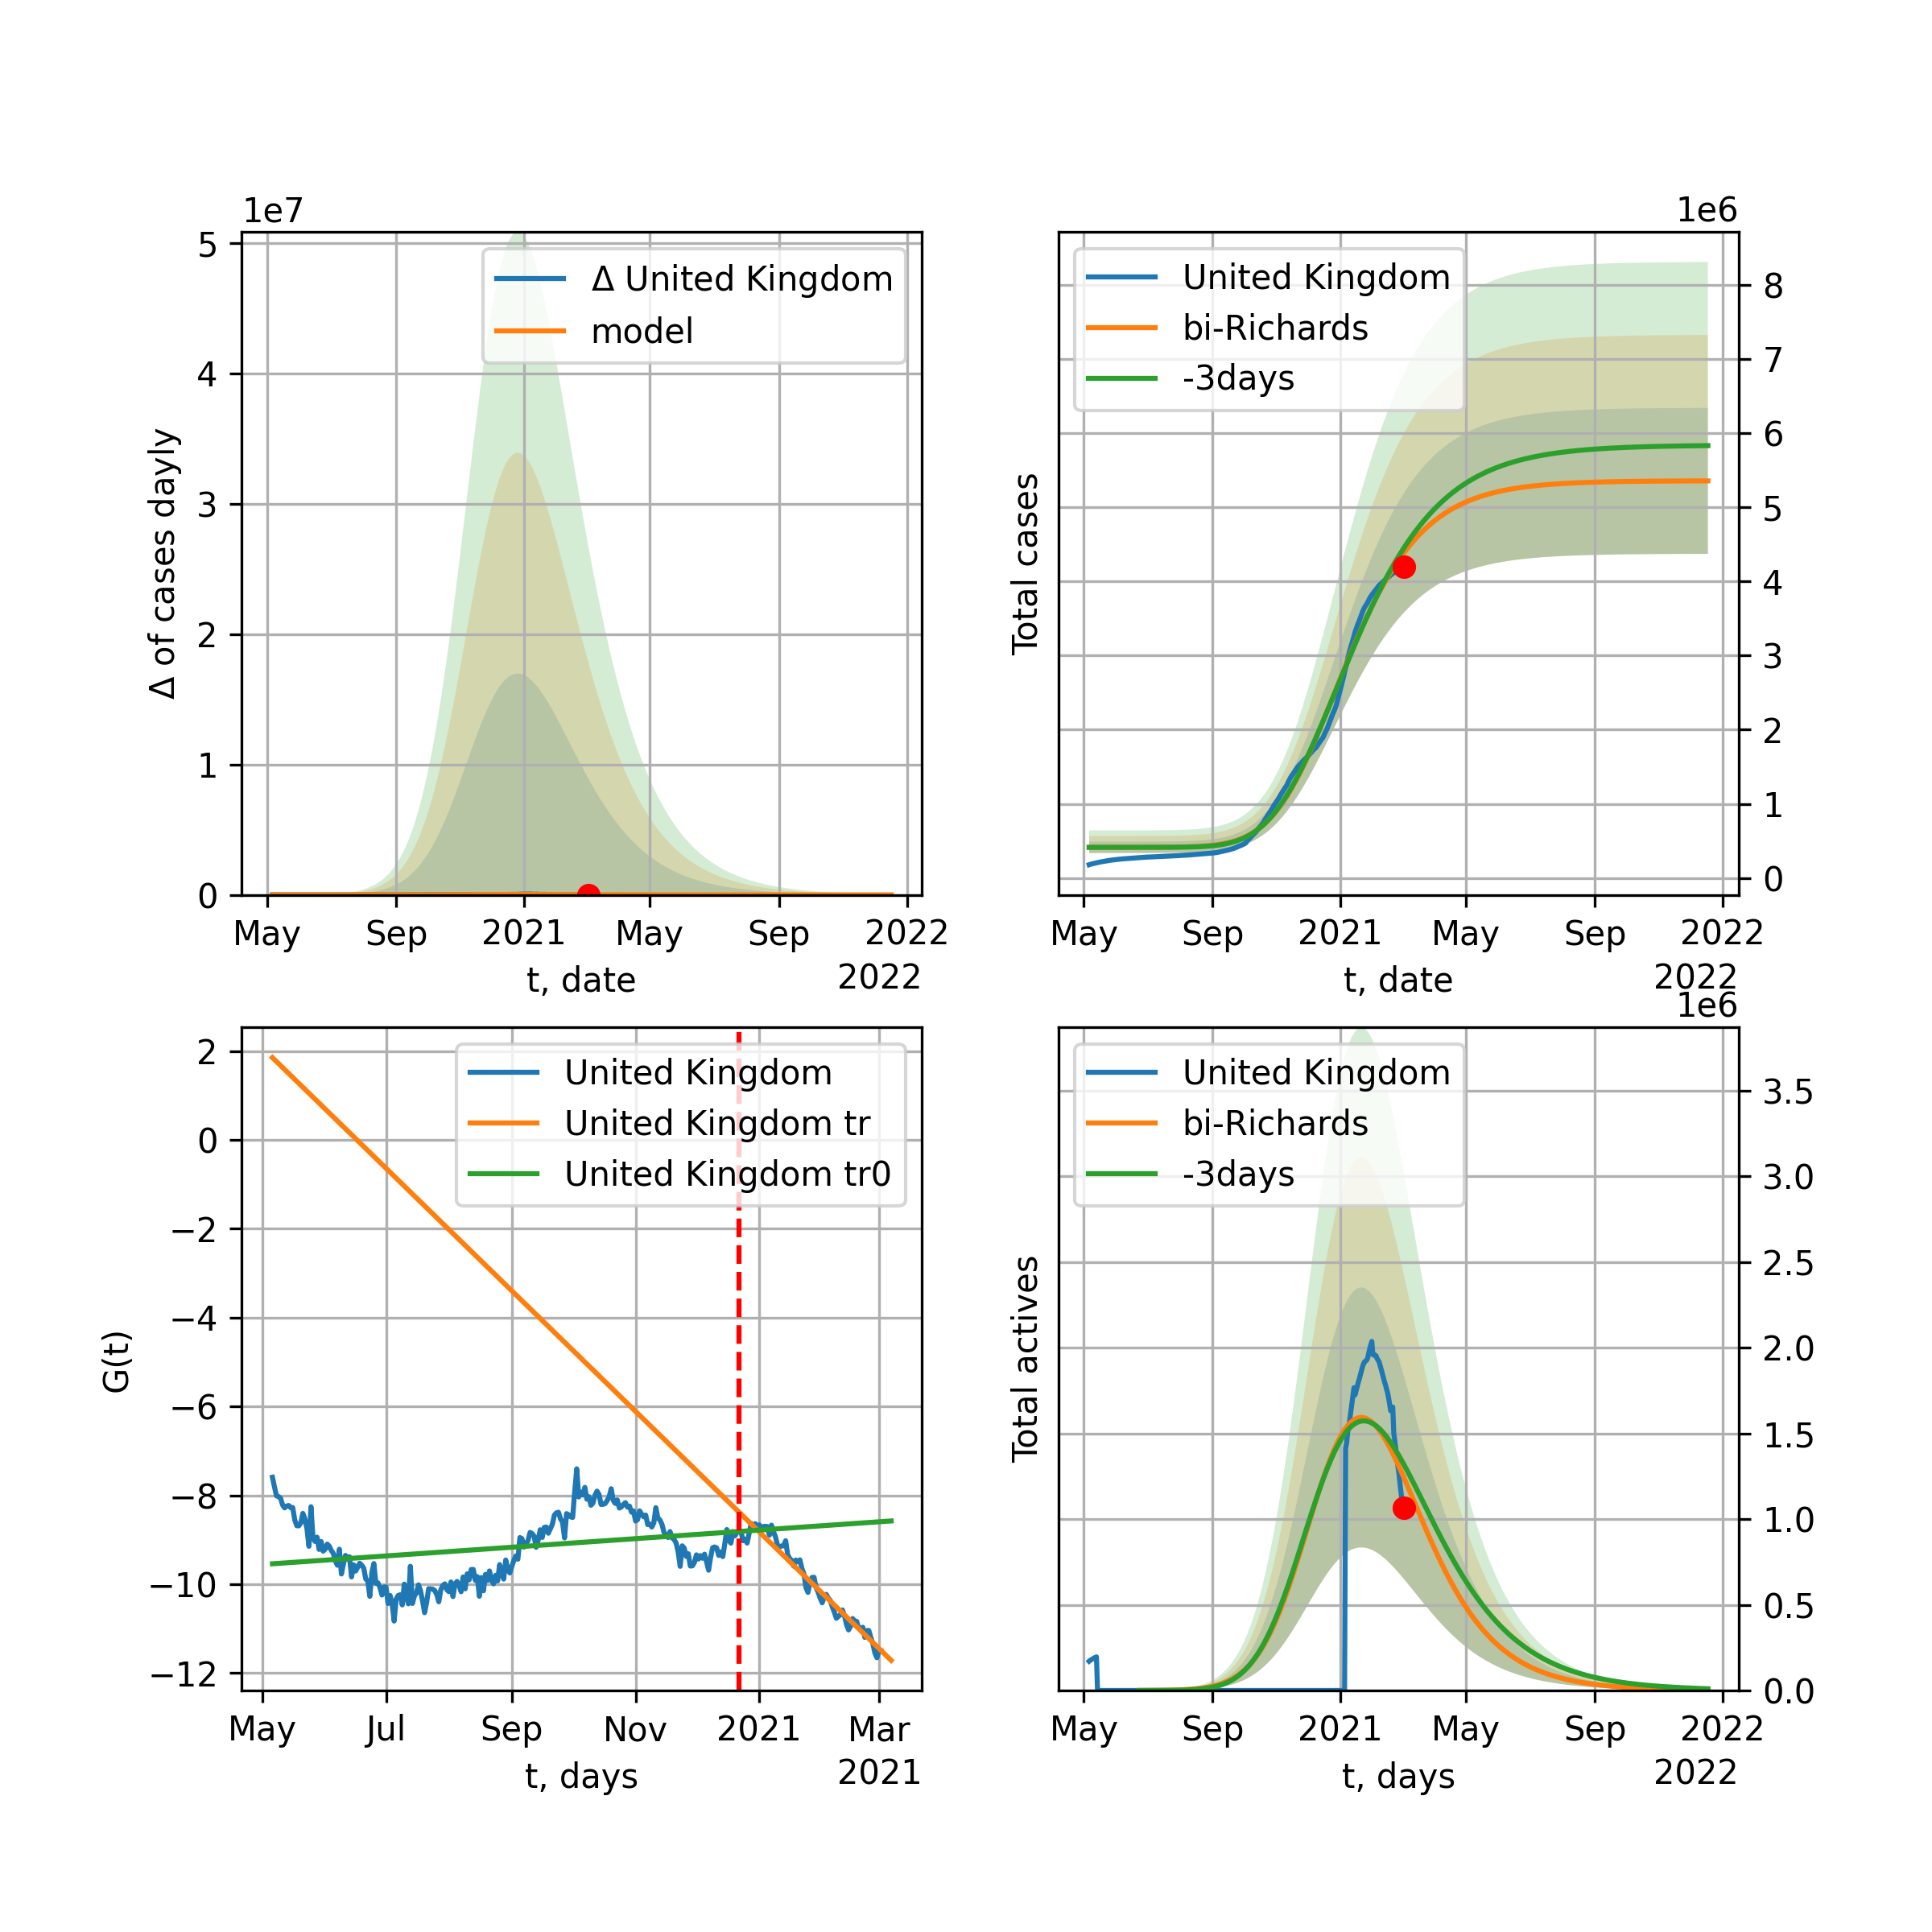 1e7
5
4
3
2
1
0
Δ of cases dayly
Δ United Kingdom
model
May Sep 2021 May Sep 2022
t, date 2022
1e6
Total cases
United Kingdom
bi-Richards
-3days
8
7
6
5
4
3
2
1
0
May Sep 2021 May Sep 2022
t, date 2022
2
0
−2
−4
−6
−8
−10
−12
G(t)
United Kingdom
United Kingdom tr
United Kingdom tr0
May Jul Sep Nov 2021 Mar
t, days 2021
1e6
Total actives
United Kingdom
bi-Richards
-3days
3.5
3.0
2.5
2.0
1.5
1.0
0.5
0.0
May Sep 2021 May Sep 2022
t, days 2022